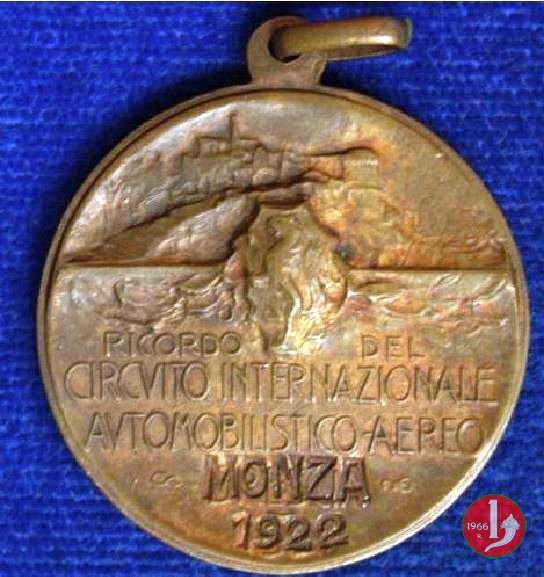 RICORDO DEL
CIRCVITO INTERNAZIONALE
AVTOMOBILISTICO-AEREO
MONZA
1922
1966